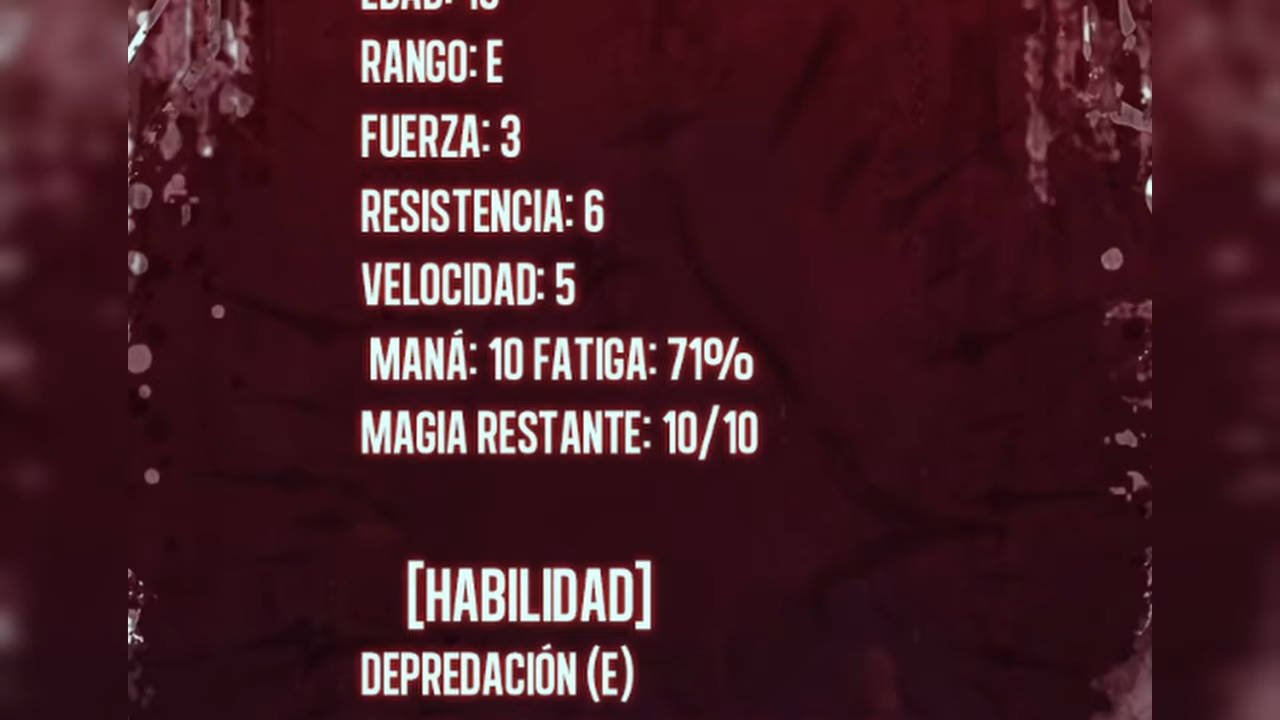 RANGO: E
FUERZA: 3
RESISTENCIA: 6
VELOCIDAD: 5
MANÁ: 10 FATIGA: 71%
MAGIA RESTANTE: 10/10
[HABILIDAD]
DEPREDACIÓN (E)